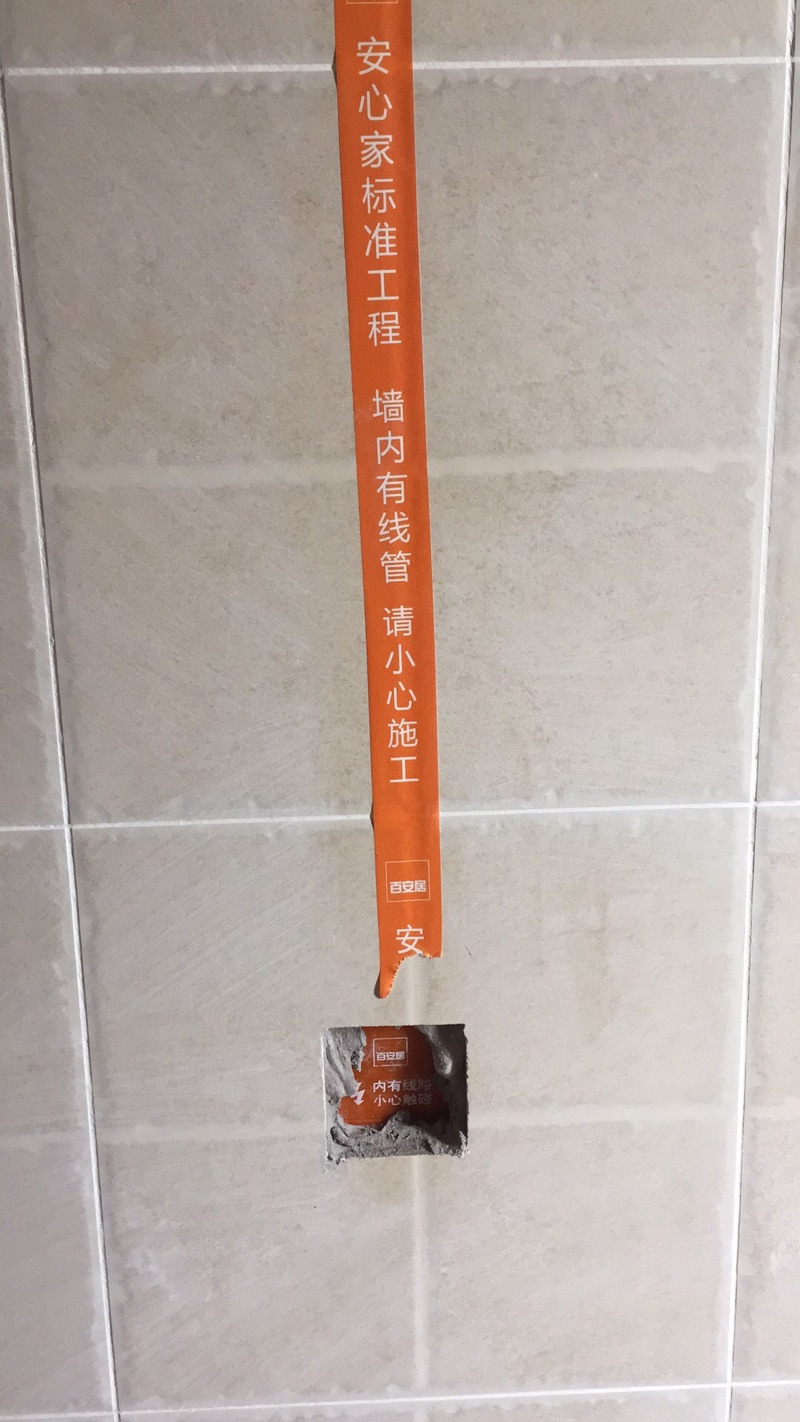 安心家标准工程 墙内有线管 请小心施工
百安居
安
百安居
内有线路
小心触碰